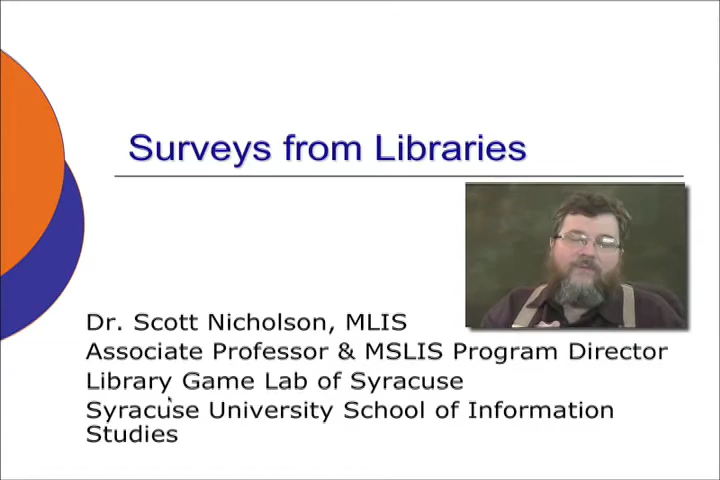 Surveys from Libraries
Dr. Scott Nicholson, MLIS
Associate Professor & MSLIS Program Director
Library Game Lab of Syracuse
Syracuse University School of Information
Studies